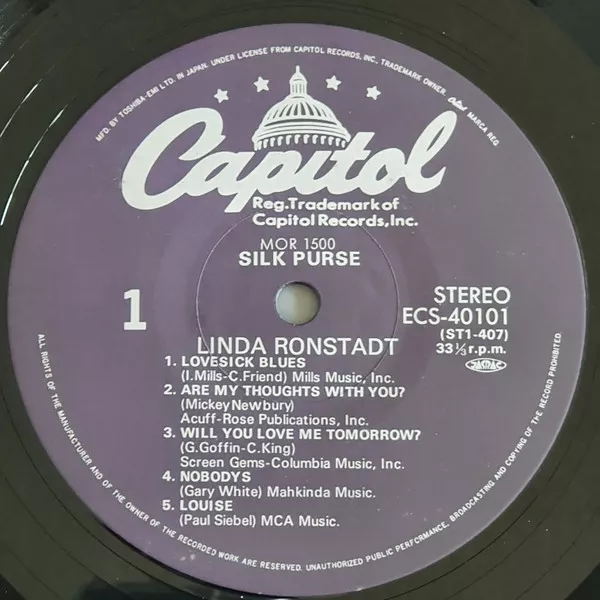 MFD. BY TOSHIBA-EMI LTD. IN JAPAN. UNDER LICENSE FROM CAPITOL RECORDS, INC., TRADEMARK OWNER. Capitol MARCA REG.
Capitol
Reg.Trademark of
Capitol Records,Inc.
MOR 1500
SILK PURSE
1
STEREO
ECS-40101
(ST1-407)
33⅓r.p.m.
JASRAC
LINDA RONSTADT
1. LOVESICK BLUES
(I.Mills-C.Friend) Mills Music, Inc.
2. ARE MY THOUGHTS WITH YOU?
(Mickey Newbury)
Acuff-Rose Publications, Inc.
3. WILL YOU LOVE ME TOMORROW?
(G.Goffin-C.King)
Screen Gems-Columbia Music, Inc.
4. NOBODYS
(Gary White) Mahkinda Music.
5. LOUISE
(Paul Siebel) MCA Music.
ALL RIGHTS OF THE MANUFACTURER AND OF THE OWNER OF THE RECORDED WORK ARE RESERVED. UNAUTHORIZED PUBLIC PERFORMANCE, BROADCASTING AND COPYING OF THE RECORD PROHIBITED.